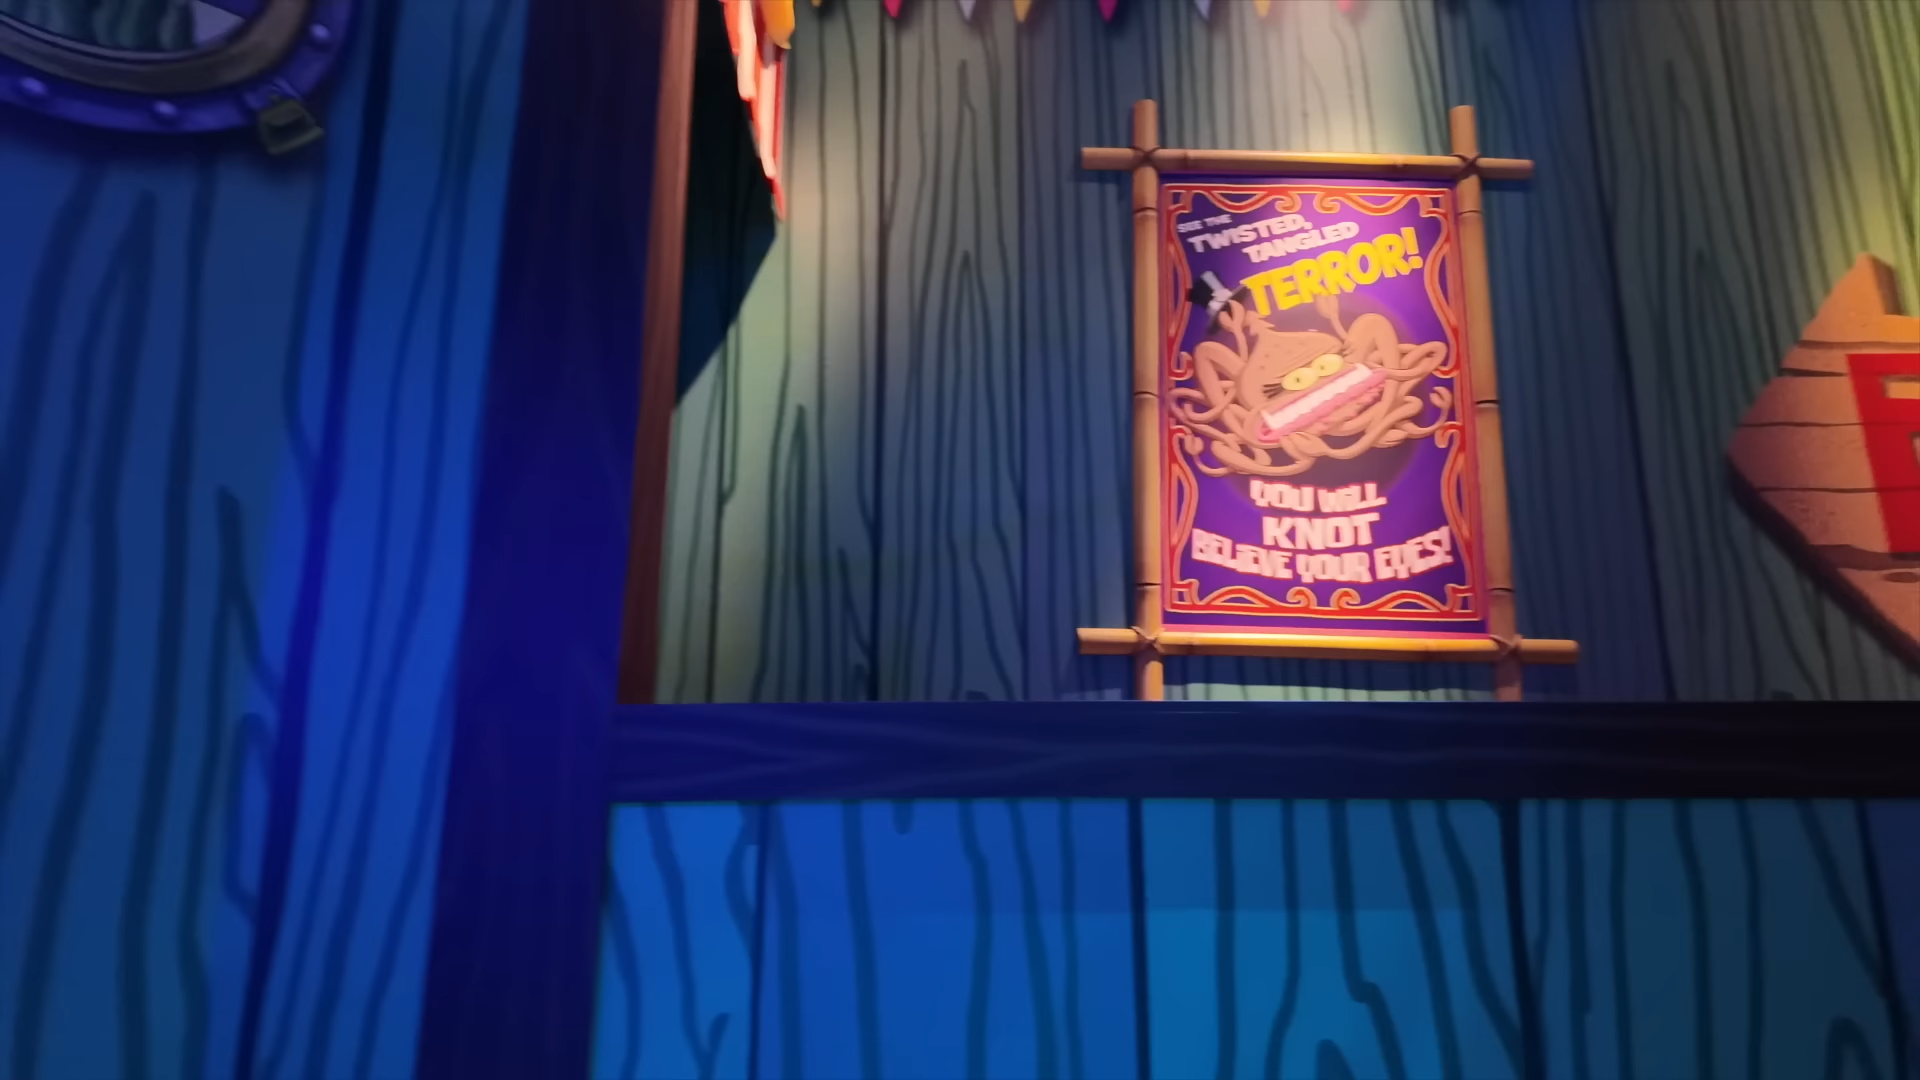 SEE THE
TWISTED,
TANGLED
TERROR!
YOU WILL
KNOT
BELIEVE YOUR EYES!